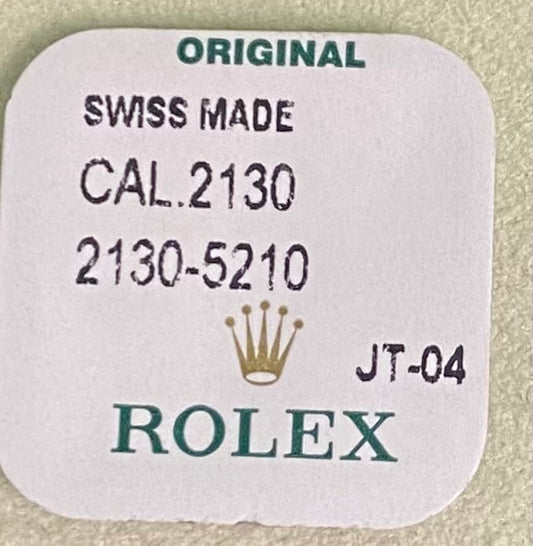 ORIGINAL
SWISS MADE
CAL.2130
2130-5210
JT-04
ROLEX